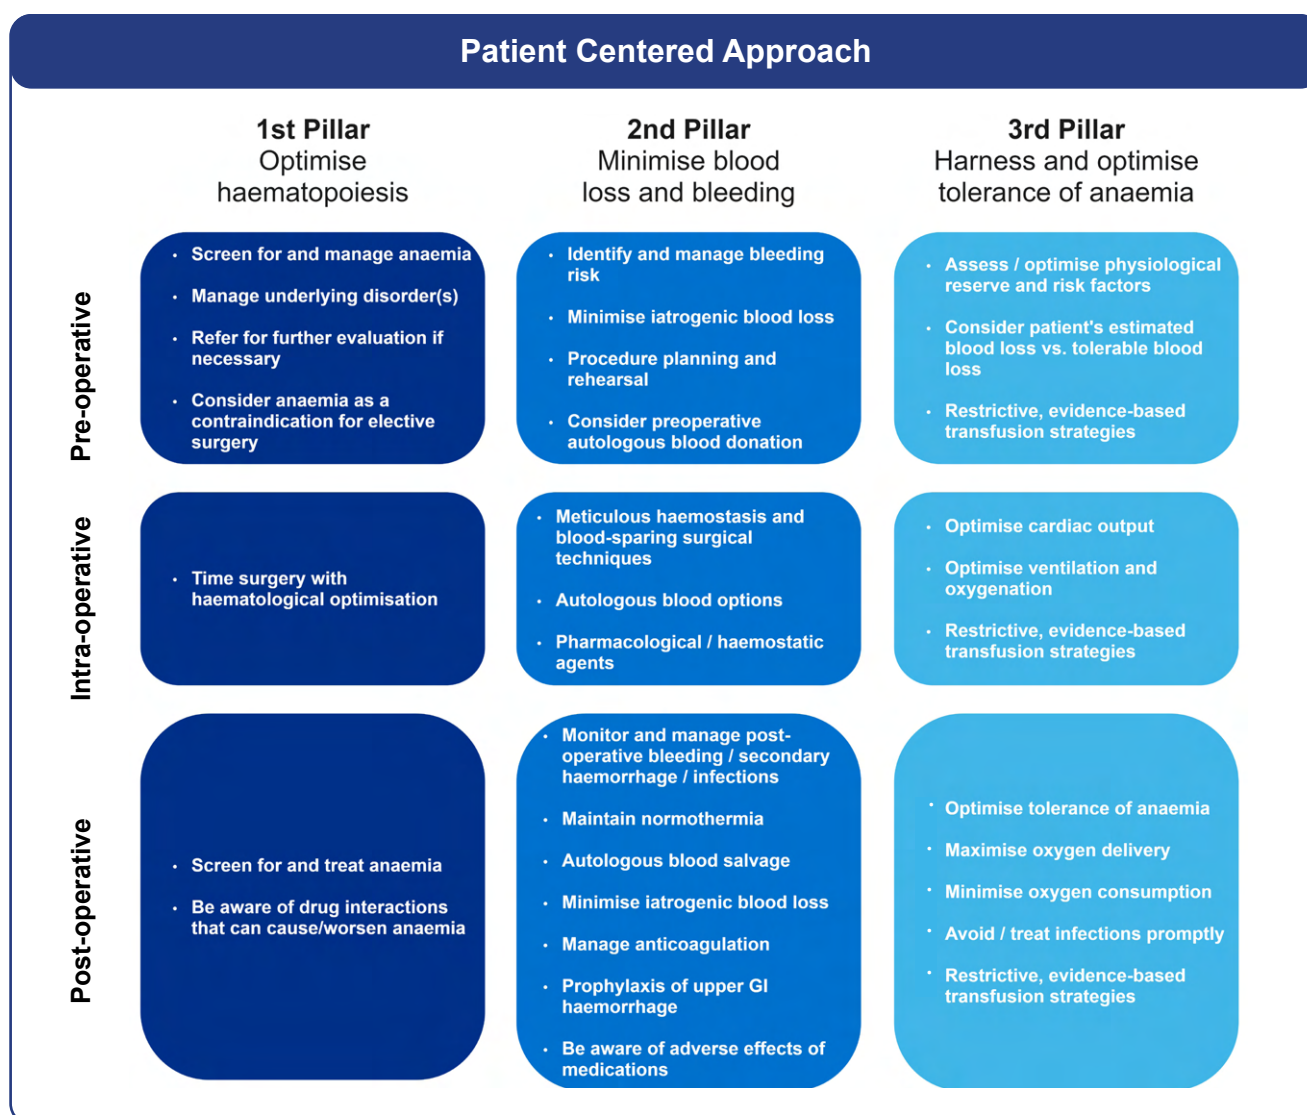 Patient Centered Approach
1st Pillar
Optimise
haematopoiesis
2nd Pillar
Minimise blood
loss and bleeding
3rd Pillar
Harness and optimise
tolerance of anaemia
Pre-operative
• Screen for and manage anaemia
• Manage underlying disorder(s)
• Refer for further evaluation if
necessary
• Consider anaemia as a
contraindication for elective
surgery
• Identify and manage bleeding
risk
• Minimise iatrogenic blood loss
• Procedure planning and
rehearsal
• Consider preoperative
autologous blood donation
• Assess / optimise physiological
reserve and risk factors
• Consider patient's estimated
blood loss vs. tolerable blood
loss
• Restrictive, evidence-based
transfusion strategies
Intra-operative
• Time surgery with
haematological optimisation
• Meticulous haemostasis and
blood-sparing surgical
techniques
• Autologous blood options
• Pharmacological / haemostatic
agents
• Optimise cardiac output
• Optimise ventilation and
oxygenation
• Restrictive, evidence-based
transfusion strategies
Post-operative
• Screen for and treat anaemia
• Be aware of drug interactions
that can cause/worsen anaemia
• Monitor and manage post-
operative bleeding / secondary
haemorrhage / infections
• Maintain normothermia
• Autologous blood salvage
• Minimise iatrogenic blood loss
• Manage anticoagulation
• Prophylaxis of upper GI
haemorrhage
• Be aware of adverse effects of
medications
• Optimise tolerance of anaemia
• Maximise oxygen delivery
• Minimise oxygen consumption
• Avoid / treat infections promptly
• Restrictive, evidence-based
transfusion strategies